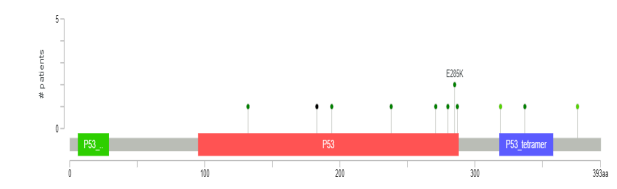 5
# patients
E285K
0
P53_..
P53
P53_tetramer
0
100
200
300
393aa